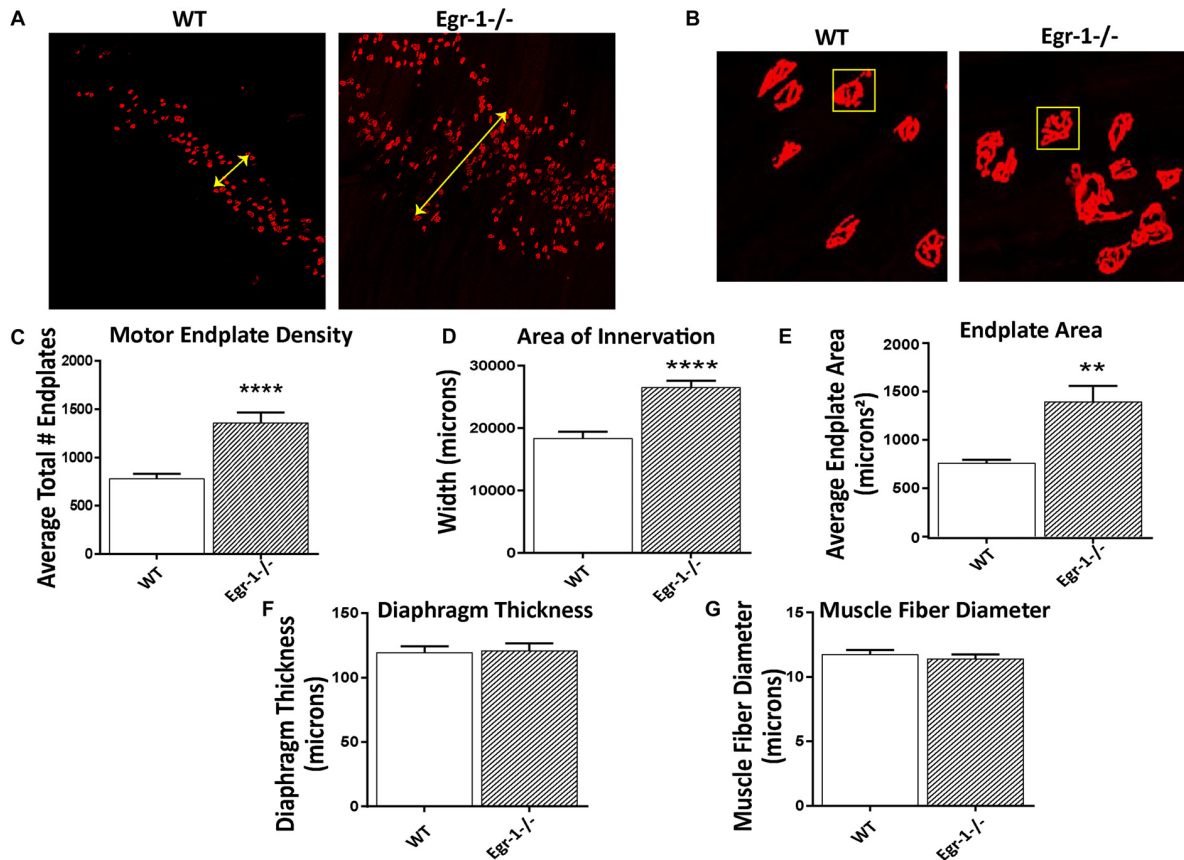 A
WT
Egr-1-/-
B
WT
Egr-1-/-
C
Motor Endplate Density
Average Total # Endplates
2000
1500
1000
500
0
****
WT
Egr-1-/-
D
Area of Innervation
Width (microns)
30000
20000
10000
0
****
WT
Egr-1-/-
E
Endplate Area
Average Endplate Area
(microns²)
2000
1500
1000
500
0
**
WT
Egr-1-/-
F
Diaphragm Thickness
Diaphragm Thickness
(microns)
150
100
50
0
WT
Egr-1-/-
G
Muscle Fiber Diameter
Muscle Fiber Diameter
(microns)
15
10
5
0
WT
Egr-1-/-